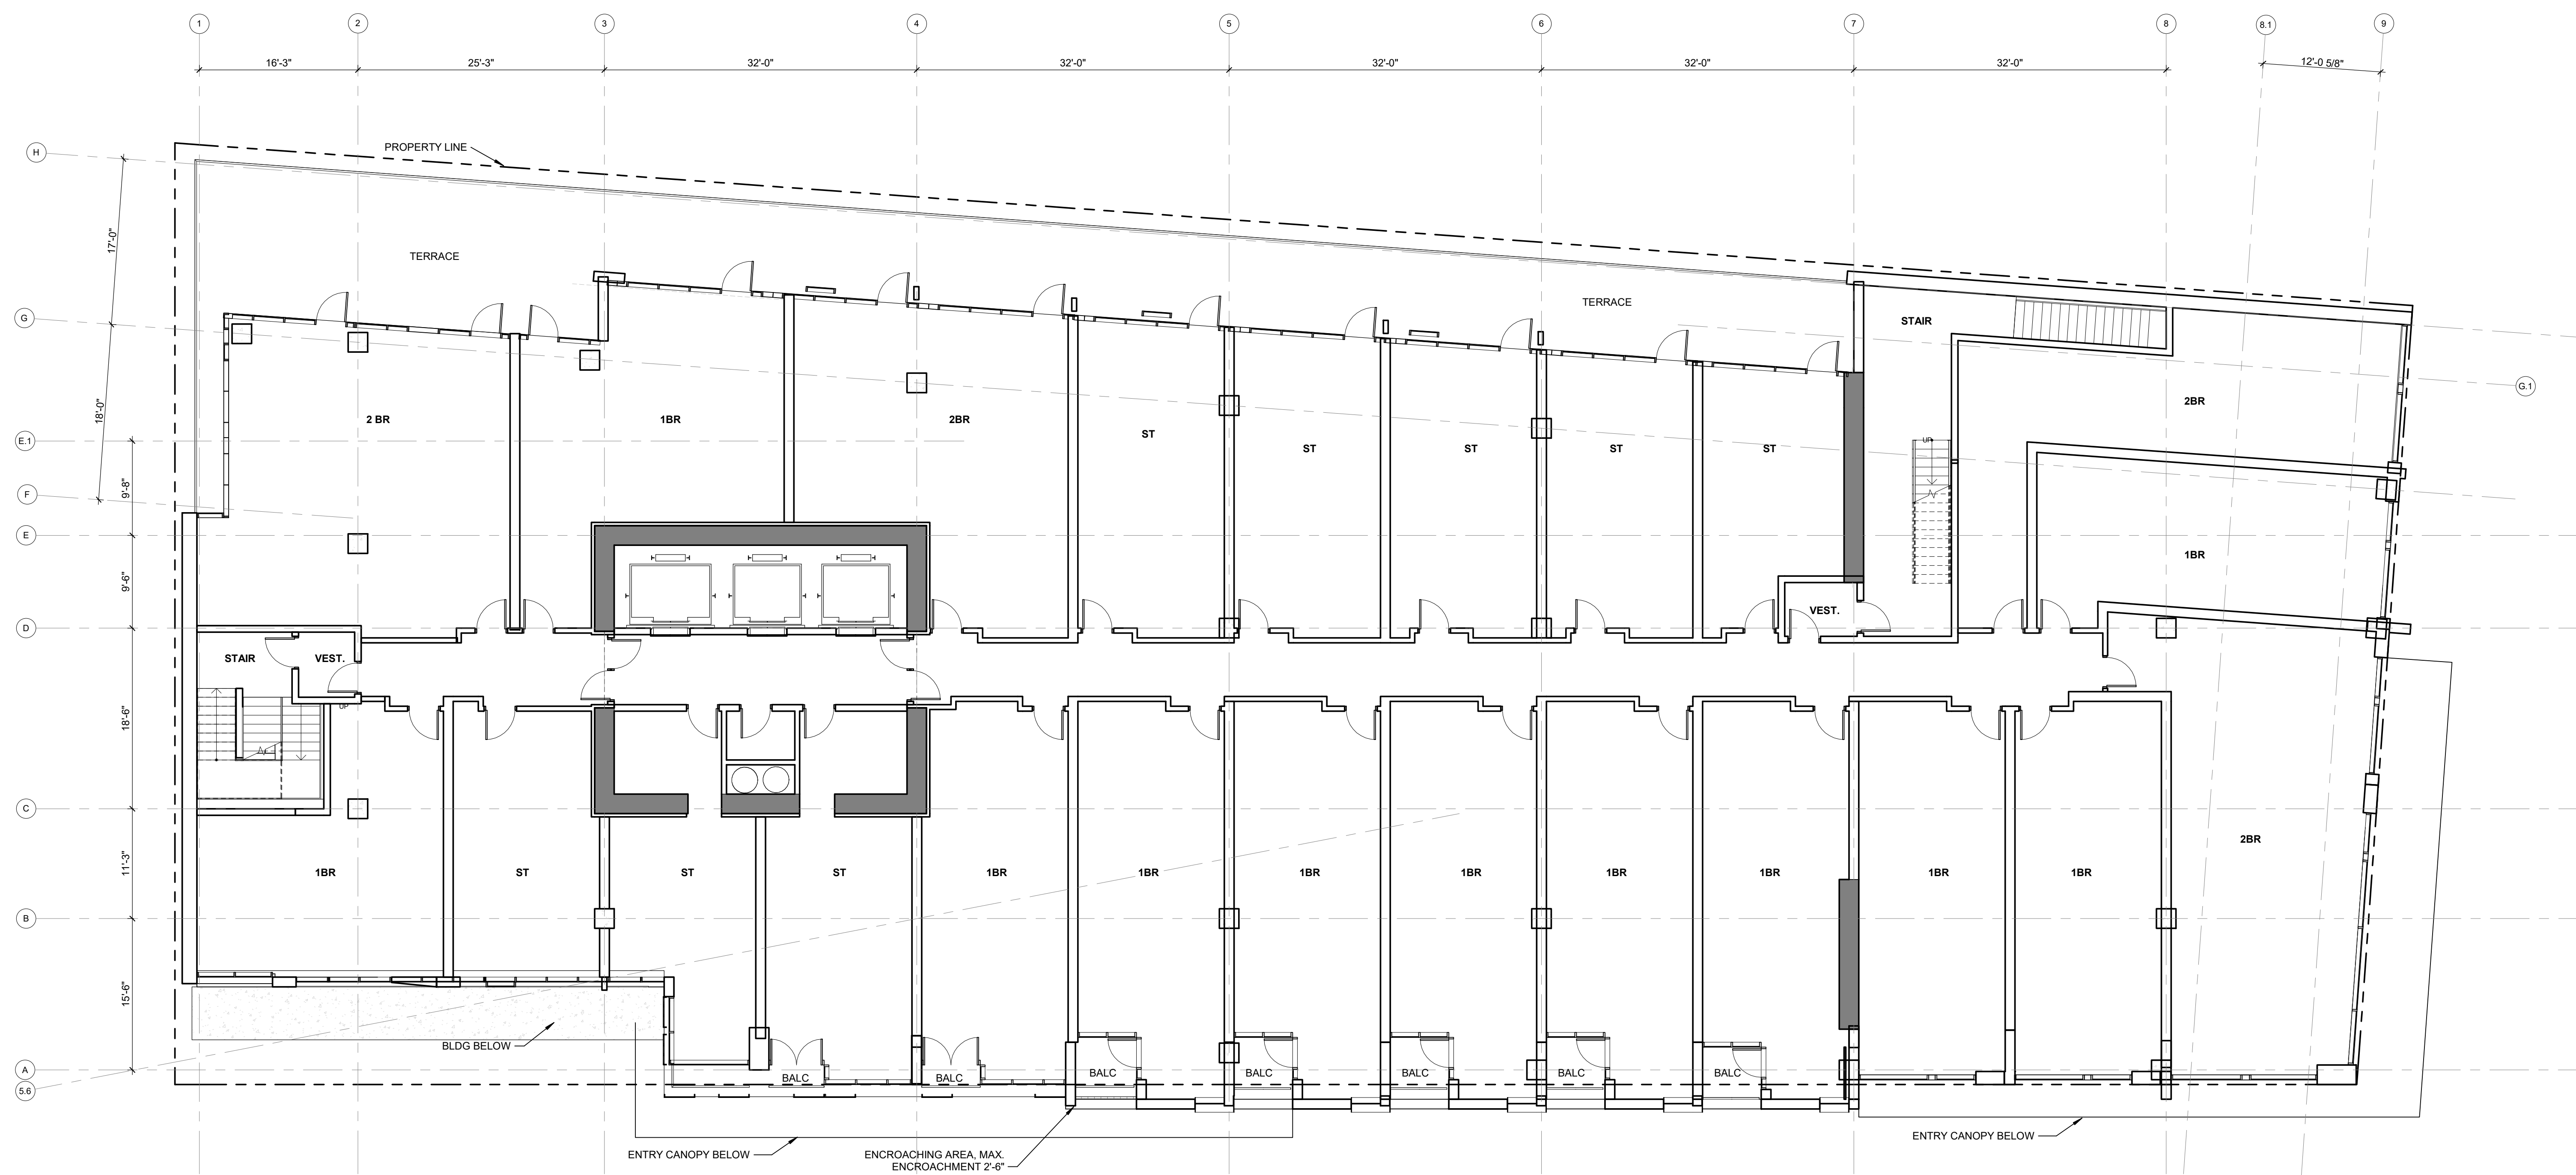 1 2 3 4 5 6 7 8 8.1 9
16'-3" 25'-3" 32'-0" 32'-0" 32'-0" 32'-0" 32'-0" 12'-0 5/8"
H
PROPERTY LINE
17'-0"
TERRACE
TERRACE
G
STAIR
G.1
18'-0"
2 BR 1BR 2BR ST ST ST ST ST 2BR
E.1
UP
9'-8"
F
E
1BR
9'-6"
VEST.
D
STAIR VEST.
UP
18'-6"
C
11'-3"
1BR ST ST ST 1BR 1BR 1BR 1BR 1BR 1BR 1BR 1BR 2BR
B
15'-6"
BLDG BELOW
A
BALC BALC BALC BALC BALC BALC BALC
5.6
ENTRY CANOPY BELOW
ENCROACHING AREA, MAX.
ENCROACHMENT 2'-6"
ENTRY CANOPY BELOW